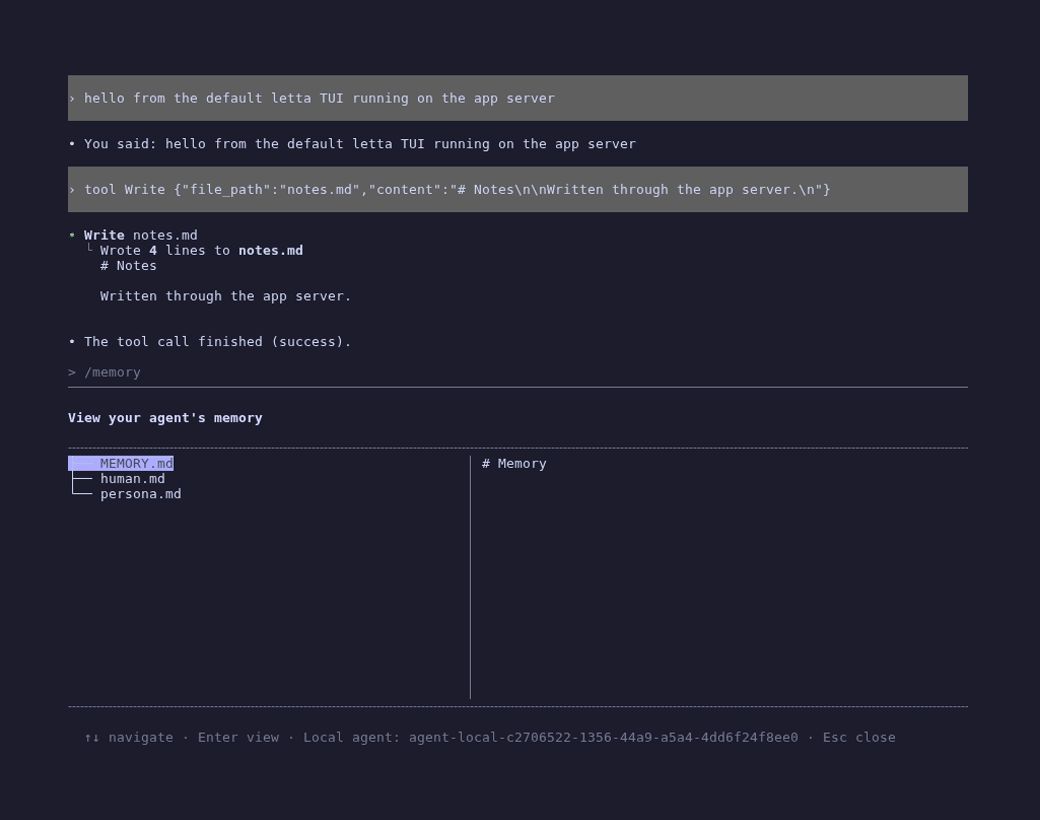 › hello from the default letta TUI running on the app server
• You said: hello from the default letta TUI running on the app server
› tool Write {"file_path":"notes.md","content":"# Notes\n\nWritten through the app server.\n"}
• Write notes.md
└ Wrote 4 lines to notes.md
# Notes
Written through the app server.
• The tool call finished (success).
> /memory
View your agent's memory
MEMORY.md
├── human.md
└── persona.md
# Memory
↑↓ navigate · Enter view · Local agent: agent-local-c2706522-1356-44a9-a5a4-4dd6f24f8ee0 · Esc close